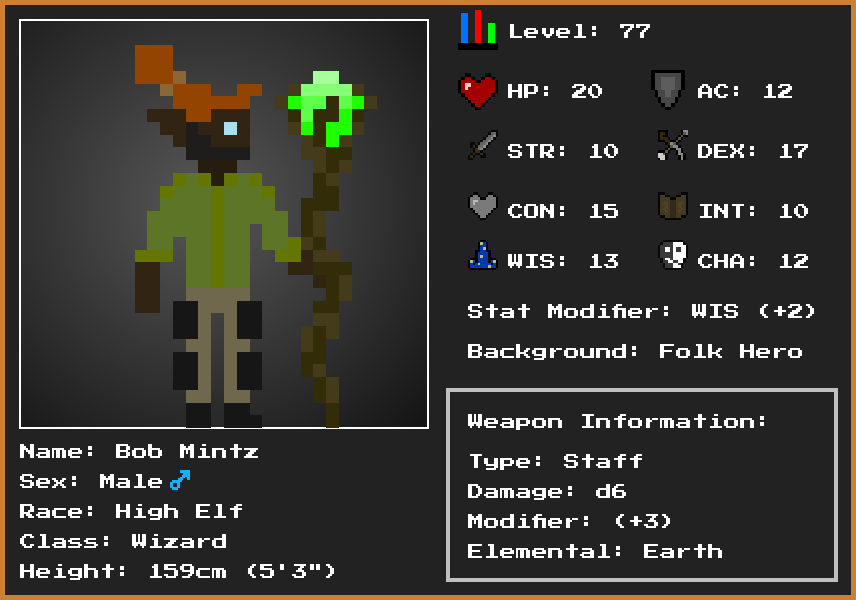 Level: 77
HP: 20
AC: 12
STR: 10
DEX: 17
CON: 15
INT: 10
WIS: 13
CHA: 12
Stat Modifier: WIS (+2)
Background: Folk Hero
Weapon Information:
Type: Staff
Damage: d6
Modifier: (+3)
Elemental: Earth
Name: Bob Mintz
Sex: Male♂
Race: High Elf
Class: Wizard
Height: 159cm (5'3")